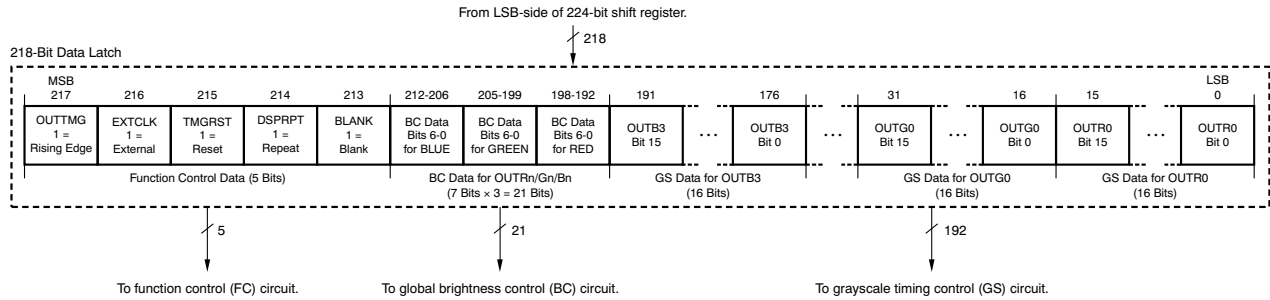 From LSB-side of 224-bit shift register.
218
218-Bit Data Latch
MSB LSB
217 216 215 214 213 212-206 205-199 198-192 191 176 31 16 15 0
OUTTMG EXTCLK TMGRST DSPRPT BLANK BC Data BC Data BC Data OUTB3 ... OUTB3 ... OUTG0 ... OUTG0 OUTR0 ... OUTR0
1 = 1 = 1 = 1 = 1 = Bits 6-0 Bits 6-0 Bits 6-0 Bit 15 Bit 0 Bit 15 Bit 0 Bit 15 Bit 0
Rising Edge External Reset Repeat Blank for BLUE for GREEN for RED
Function Control Data (5 Bits) BC Data for OUTRn/Gn/Bn GS Data for OUTB3 GS Data for OUTG0 GS Data for OUTR0
(7 Bits × 3 = 21 Bits) (16 Bits) (16 Bits) (16 Bits)
5 21 192
To function control (FC) circuit. To global brightness control (BC) circuit. To grayscale timing control (GS) circuit.